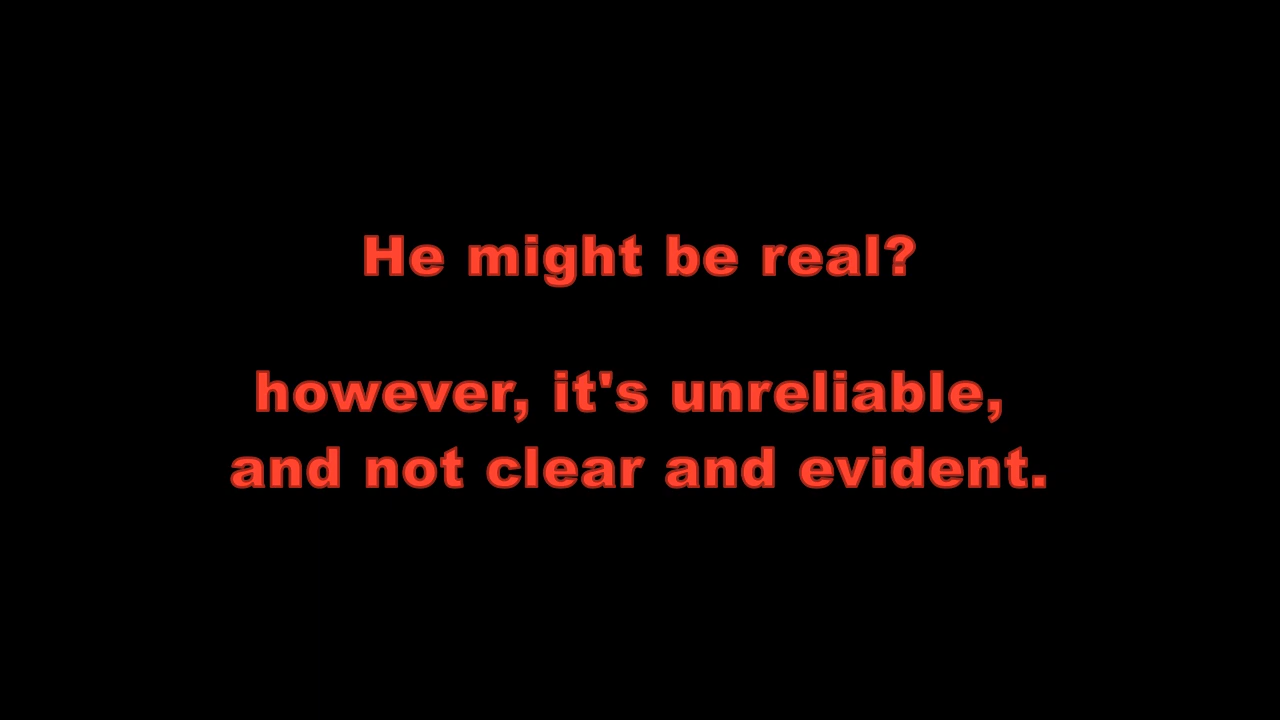 He might be real?
however, it's unreliable,
and not clear and evident.